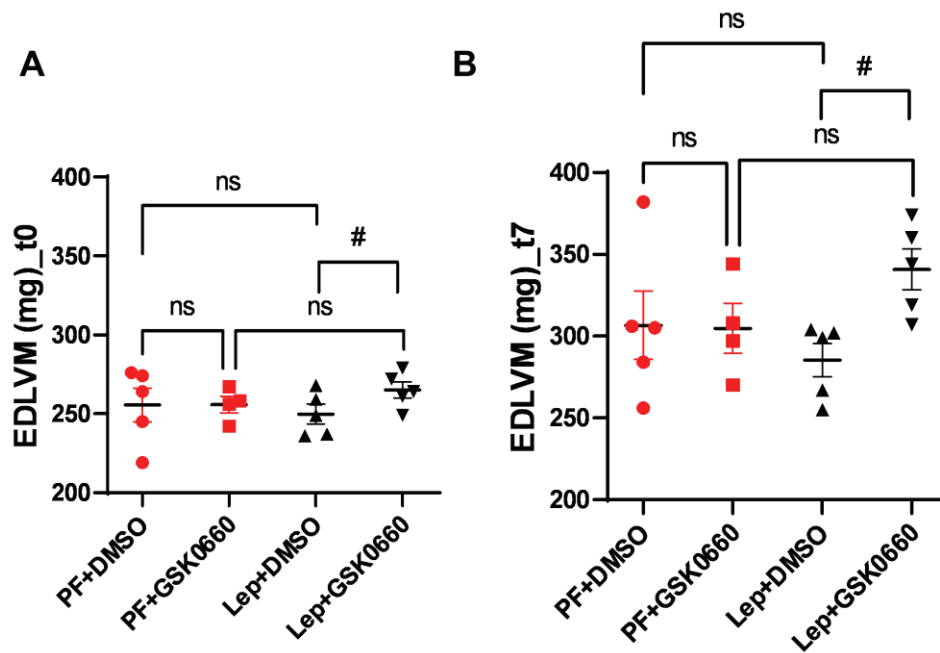 A
EDLVM (mg)_t0
400
350
300
250
200
ns
#
ns
ns
PF+DMSO
PF+GSK0660
Lep+DMSO
Lep+GSK0660
B
EDLVM (mg)_t7
400
350
300
250
200
ns
#
ns
ns
PF+DMSO
PF+GSK0660
Lep+DMSO
Lep+GSK0660